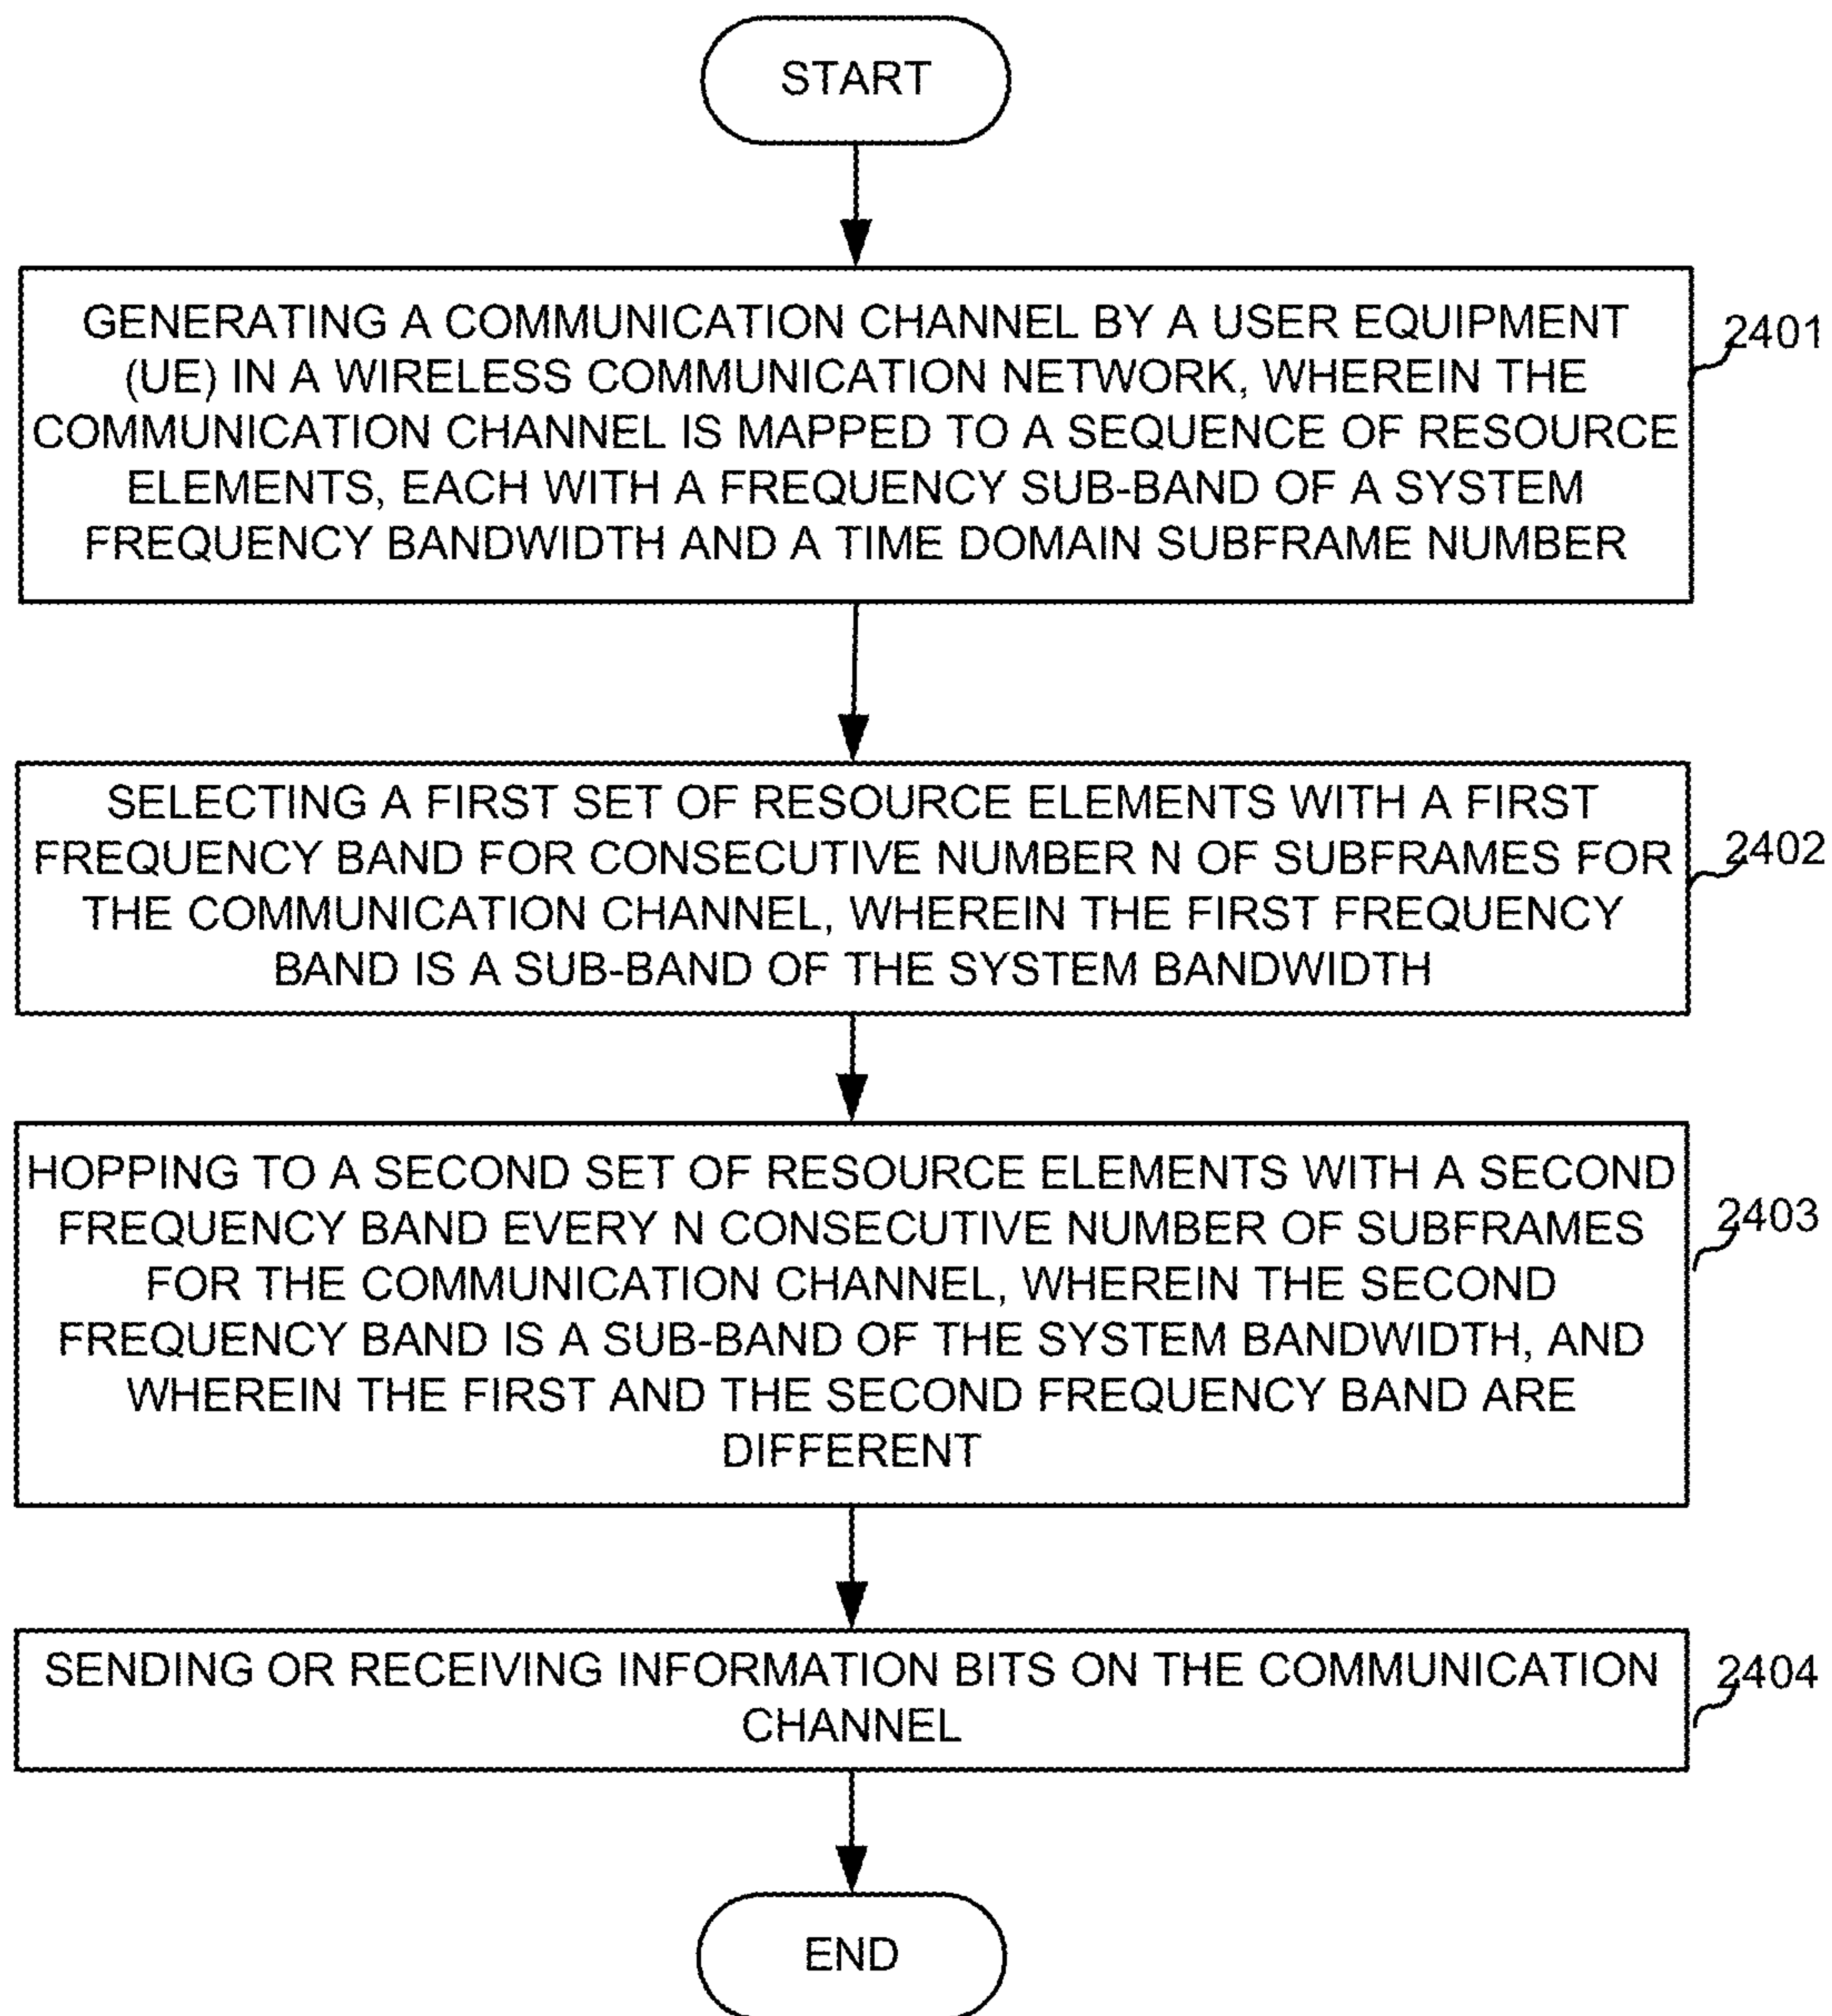 START
GENERATING A COMMUNICATION CHANNEL BY A USER EQUIPMENT
(UE) IN A WIRELESS COMMUNICATION NETWORK, WHEREIN THE
COMMUNICATION CHANNEL IS MAPPED TO A SEQUENCE OF RESOURCE
ELEMENTS, EACH WITH A FREQUENCY SUB-BAND OF A SYSTEM
FREQUENCY BANDWIDTH AND A TIME DOMAIN SUBFRAME NUMBER
2401
SELECTING A FIRST SET OF RESOURCE ELEMENTS WITH A FIRST
FREQUENCY BAND FOR CONSECUTIVE NUMBER N OF SUBFRAMES FOR
THE COMMUNICATION CHANNEL, WHEREIN THE FIRST FREQUENCY
BAND IS A SUB-BAND OF THE SYSTEM BANDWIDTH
2402
HOPPING TO A SECOND SET OF RESOURCE ELEMENTS WITH A SECOND
FREQUENCY BAND EVERY N CONSECUTIVE NUMBER OF SUBFRAMES
FOR THE COMMUNICATION CHANNEL, WHEREIN THE SECOND
FREQUENCY BAND IS A SUB-BAND OF THE SYSTEM BANDWIDTH, AND
WHEREIN THE FIRST AND THE SECOND FREQUENCY BAND ARE
DIFFERENT
2403
SENDING OR RECEIVING INFORMATION BITS ON THE COMMUNICATION
CHANNEL
2404
END